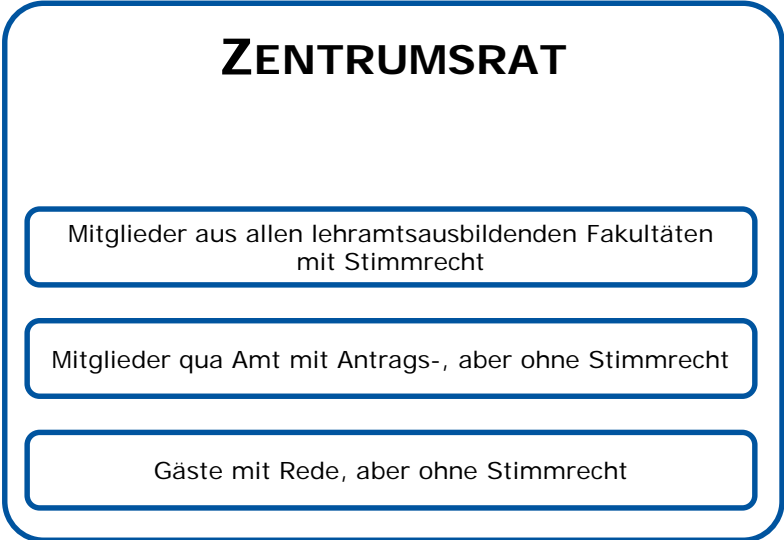 ZENTRUMSRAT
Mitglieder aus allen lehramtsausbildenden Fakultäten
mit Stimmrecht
Mitglieder qua Amt mit Antrags-, aber ohne Stimmrecht
Gäste mit Rede, aber ohne Stimmrecht